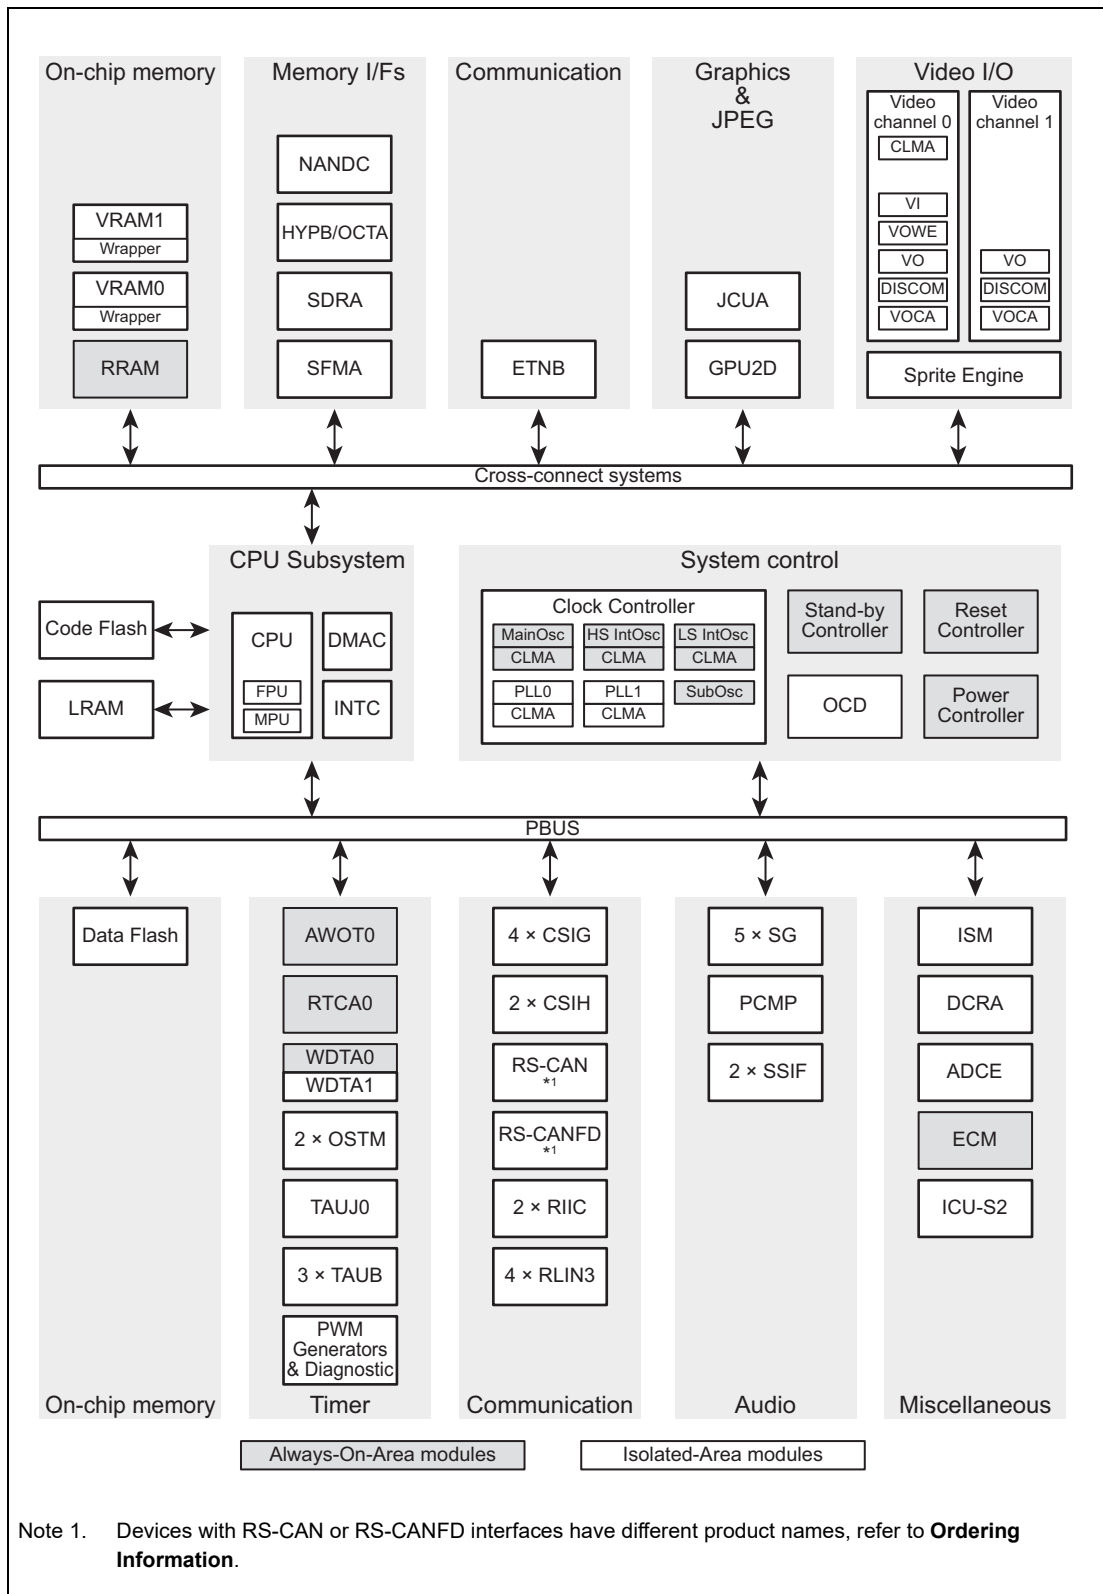 On-chip memory
VRAM1
Wrapper
VRAM0
Wrapper
RRAM
Memory I/Fs
NANDC
HYPB/OCTA
SDRA
SFMA
Communication
ETNB
Graphics
&
JPEG
JCUA
GPU2D
Video I/O
Video
channel 0
CLMA
VI
VOWE
VO
DISCOM
VOCA
Video
channel 1
VO
DISCOM
VOCA
Sprite Engine
Cross-connect systems
Code Flash
LRAM
CPU Subsystem
CPU
FPU
MPU
DMAC
INTC
System control
Clock Controller
MainOsc
CLMA
HS IntOsc
CLMA
LS IntOsc
CLMA
PLL0
CLMA
PLL1
CLMA
SubOsc
Stand-by
Controller
Reset
Controller
OCD
Power
Controller
PBUS
Data Flash
On-chip memory
AWOT0
RTCA0
WDTA0
WDTA1
2 × OSTM
TAUJ0
3 × TAUB
PWM
Generators
& Diagnostic
Timer
4 × CSIG
2 × CSIH
RS-CAN
*1
RS-CANFD
*1
2 × RIIC
4 × RLIN3
Communication
5 × SG
PCMP
2 × SSIF
Audio
ISM
DCRA
ADCE
ECM
ICU-S2
Miscellaneous
Always-On-Area modules
Isolated-Area modules
Note 1. Devices with RS-CAN or RS-CANFD interfaces have different product names, refer to Ordering
Information.